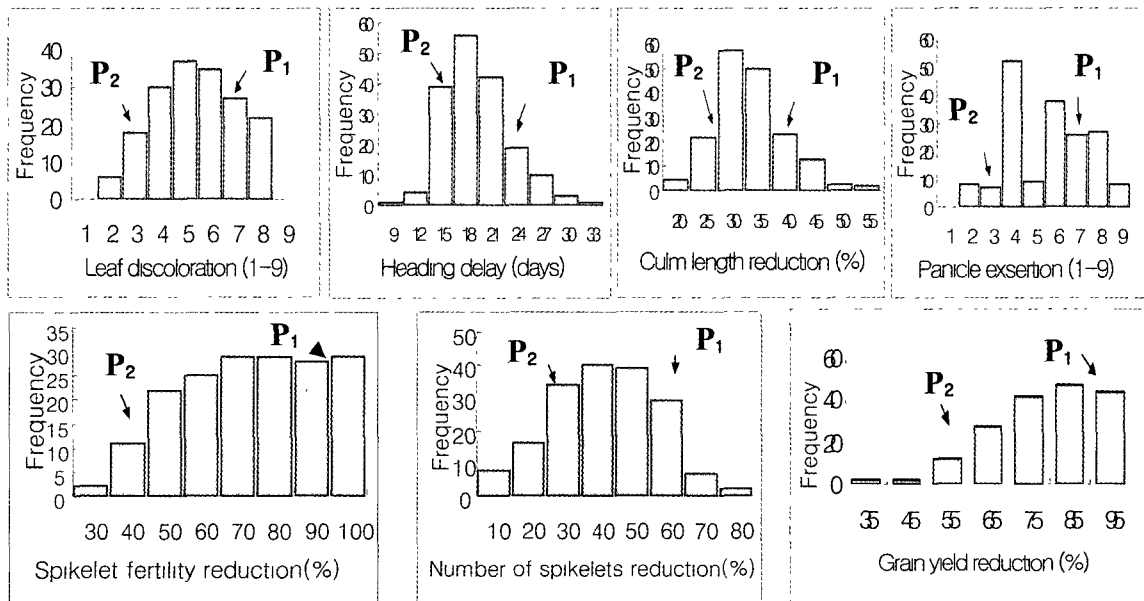 40
30
20
10
0
Frequency
P2
P1
1 2 3 4 5 6 7 8 9
Leaf discoloration (1-9)
60
50
40
30
20
10
0
Frequency
P2
P1
9 12 15 18 21 24 27 30 33
Heading delay (days)
60
50
40
30
20
10
0
Frequency
P2
P1
20 25 30 35 40 45 50 55
Culm length reduction (%)
60
50
40
30
20
10
0
Frequency
P2
P1
1 2 3 4 5 6 7 8 9
Panicle exsertion (1-9)
35
30
25
20
15
10
5
0
Frequency
P2
P1
30 40 50 60 70 80 90 100
Spikelet fertility reduction(%)
50
40
30
20
10
0
Frequency
P2
P1
10 20 30 40 50 60 70 80
Number of spikelets reduction(%)
60
40
20
0
Frequency
P2
P1
35 45 55 65 75 85 95
Grain yield reduction (%)